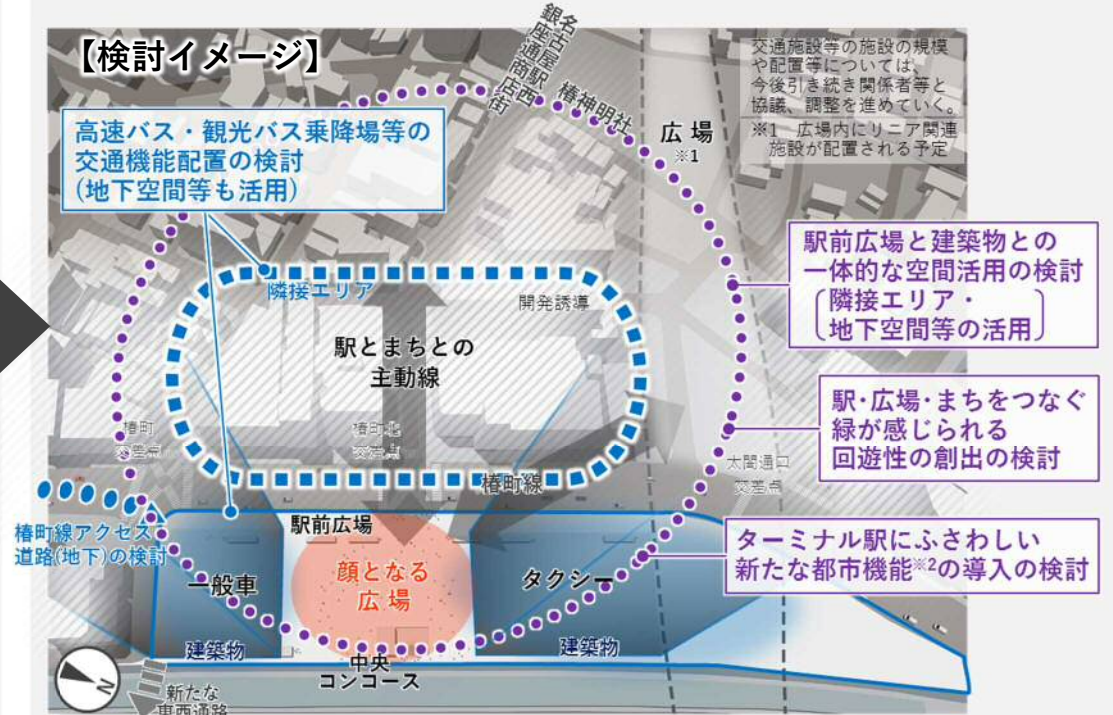 【検討イメージ】
名古屋駅西
銀座通商店街
椿神明社
広場
※1
交通施設等の施設の規模
や配置等については、
今後引き続き関係者等と
協議、調整を進めていく。
※1 広場内にリニア関連
施設が配置される予定
高速バス・観光バス乗降場等の
交通機能配置の検討
(地下空間等も活用)
隣接エリア
開発誘導
駅とまちとの
主動線
駅前広場と建築物との
一体的な空間活用の検討
隣接エリア・
地下空間等の活用
駅・広場・まちをつなぐ
緑が感じられる
回遊性の創出の検討
椿町
交差点
椿町北
交差点
太閤通口
交差点
椿町線
椿町線アクセス
道路(地下)の検討
駅前広場
一般車
顔となる
広場
タクシー
ターミナル駅にふさわしい
新たな都市機能※2の導入の検討
建築物
建築物
中央
コンコース
N
新たな
東西通路